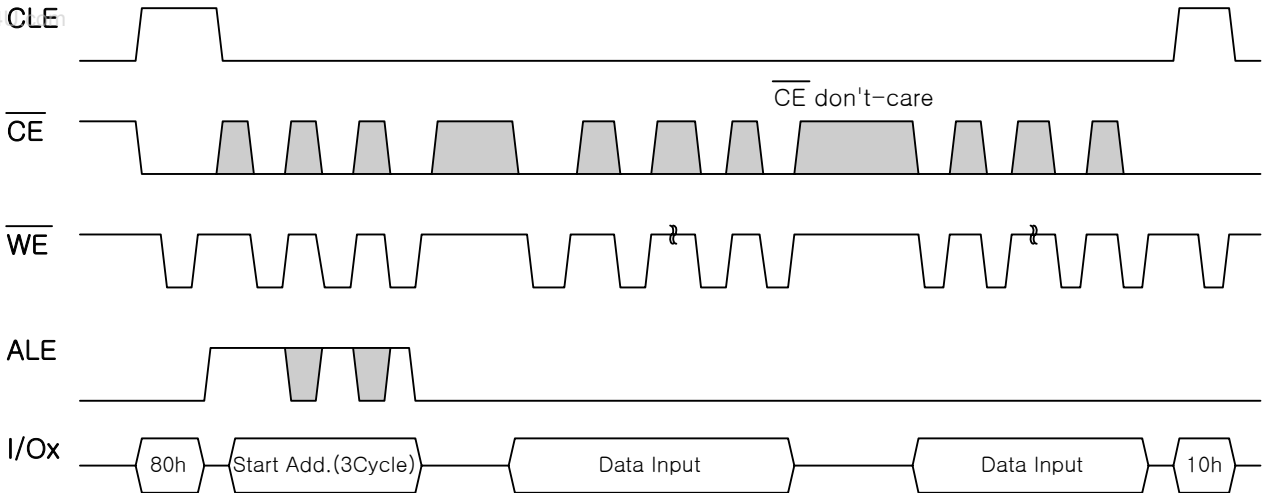 CLE
CE don't-care
CE
WE
ALE
I/Ox
80h
Start Add.(3Cycle)
Data Input
Data Input
10h